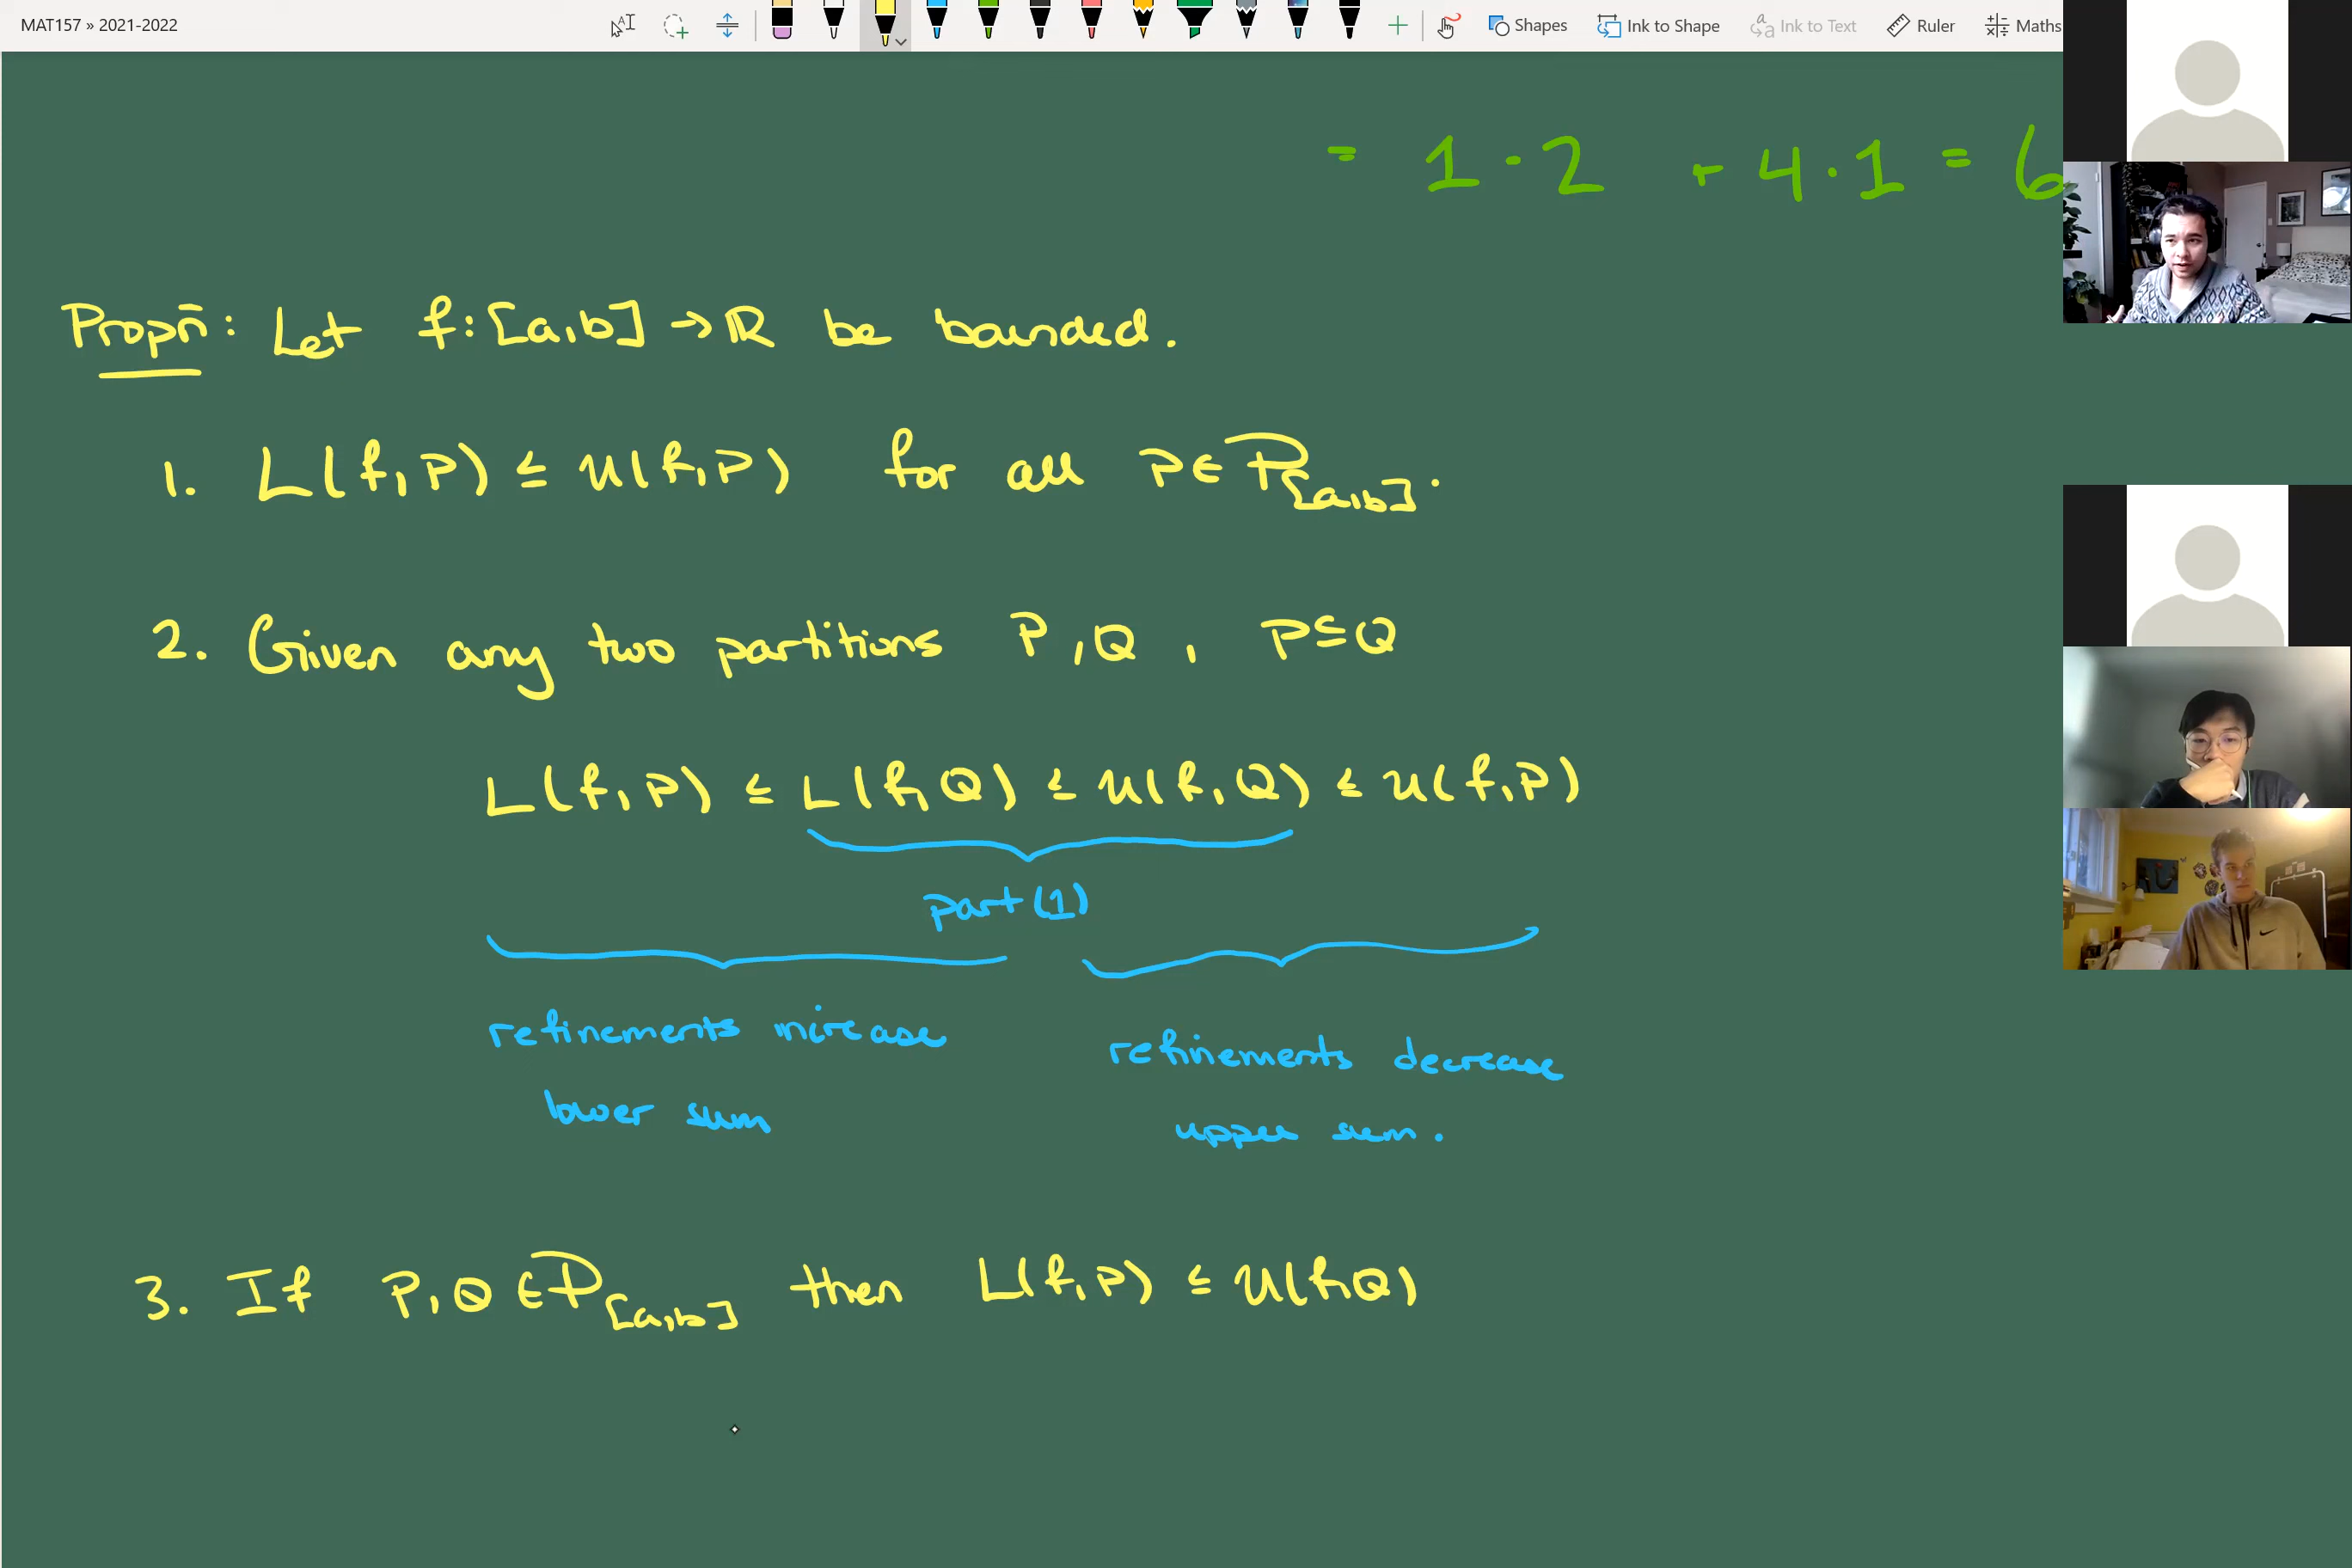 MAT157 » 2021-2022
Shapes
Ink to Shape
Ink to Text
Ruler
Maths
= 1 · 2 + 4 · 1 = 6
Propn̄: Let f: [a,b] → ℝ be bounded.
1. L(f,P) ≤ U(f,P) for all P ∈ 𝒫[a,b].
2. Given any two partitions P, Q, P ⊆ Q
L(f,P) ≤ L(f,Q) ≤ U(f,Q) ≤ U(f,P)
part (1)
refinements increase
lower sum
refinements decrease
upper sum.
3. If P, Q ∈ 𝒫[a,b] then L(f,P) ≤ U(f,Q)